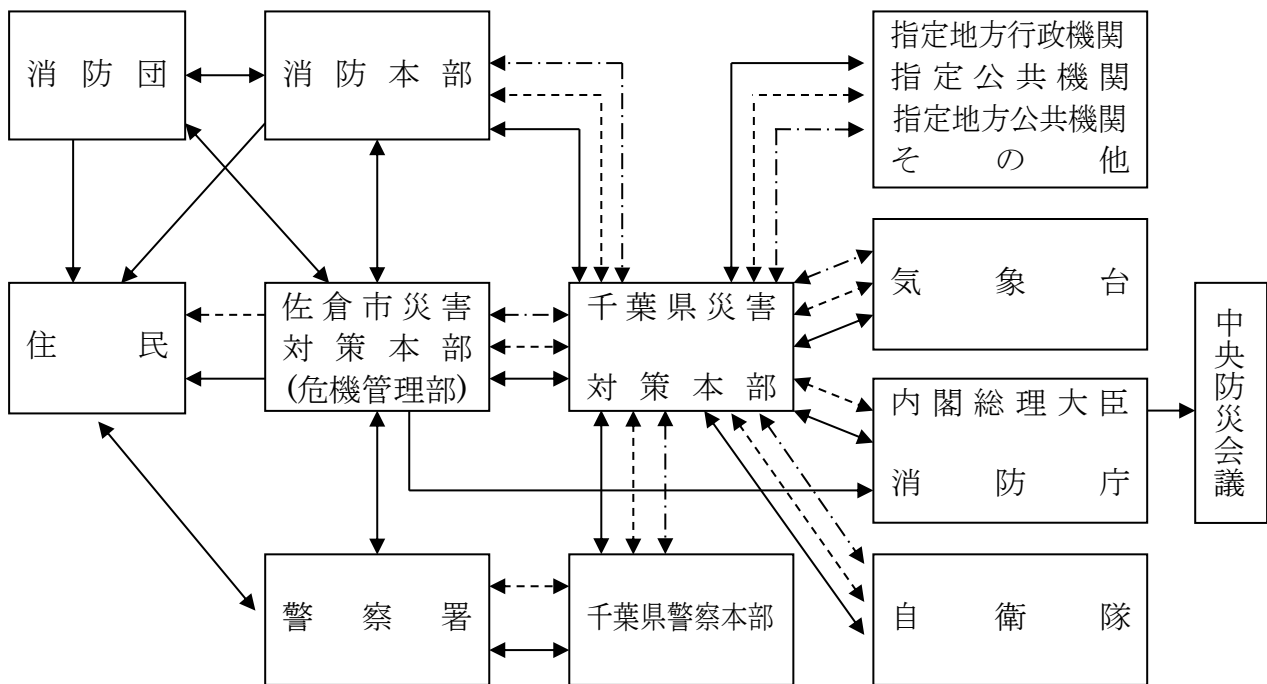 消防団
消防本部
指定地方行政機関
指定公共機関
指定地方公共機関
その他
気象台
住民
佐倉市災害
対策本部
(危機管理部)
千葉県災害
対策本部
内閣総理大臣
消防庁
中央防災会議
警察署
千葉県警察本部
自衛隊